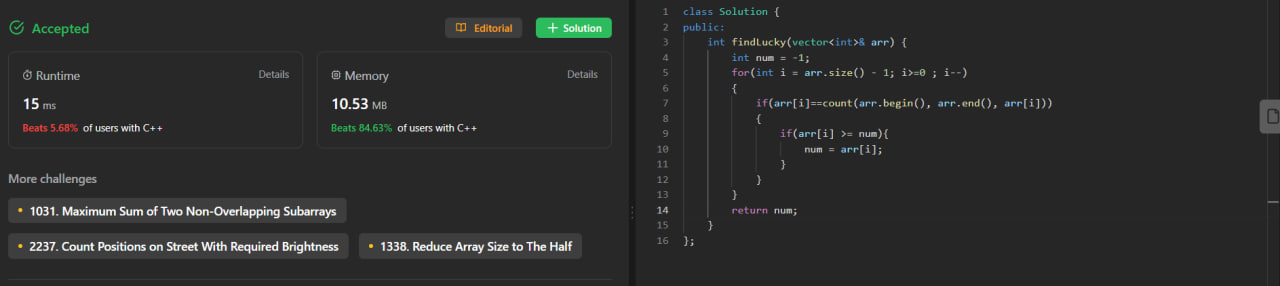 Accepted
Editorial
Solution
Runtime
Details
15 ms
Beats 5.68% of users with C++
Memory
Details
10.53 MB
Beats 84.63% of users with C++
More challenges
1031. Maximum Sum of Two Non-Overlapping Subarrays
2237. Count Positions on Street With Required Brightness
1338. Reduce Array Size to The Half
1 class Solution {
2 public:
3     int findLucky(vector<int>& arr) {
4         int num = -1;
5         for(int i = arr.size() - 1; i>=0 ; i--)
6         {
7             if(arr[i]==count(arr.begin(), arr.end(), arr[i]))
8             {
9                 if(arr[i] >= num){
10                     num = arr[i];
11                 }
12             }
13         }
14         return num;
15     }
16 };